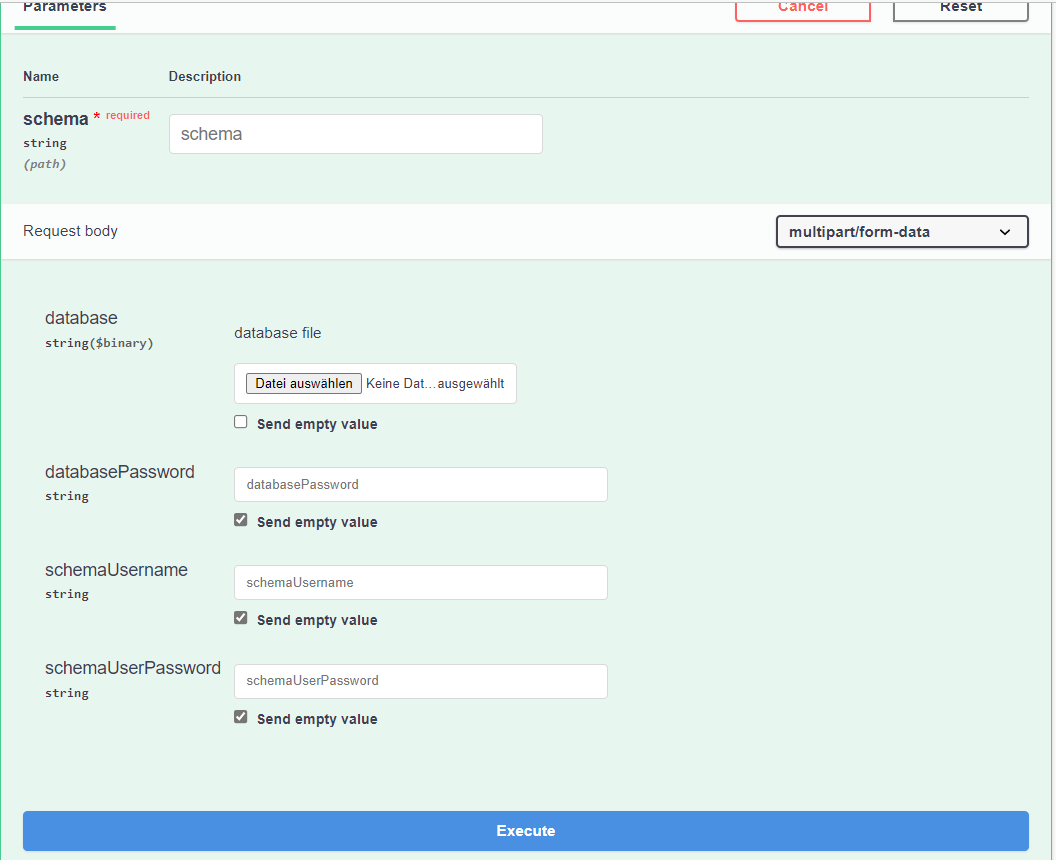 Parameters
Cancel
Reset
Name
Description
schema * required
string
(path)
schema
Request body
multipart/form-data
database
string($binary)
database file
Datei auswählen Keine Dat...ausgewählt
Send empty value
databasePassword
string
databasePassword
Send empty value
schemaUsername
string
schemaUsername
Send empty value
schemaUserPassword
string
schemaUserPassword
Send empty value
Execute